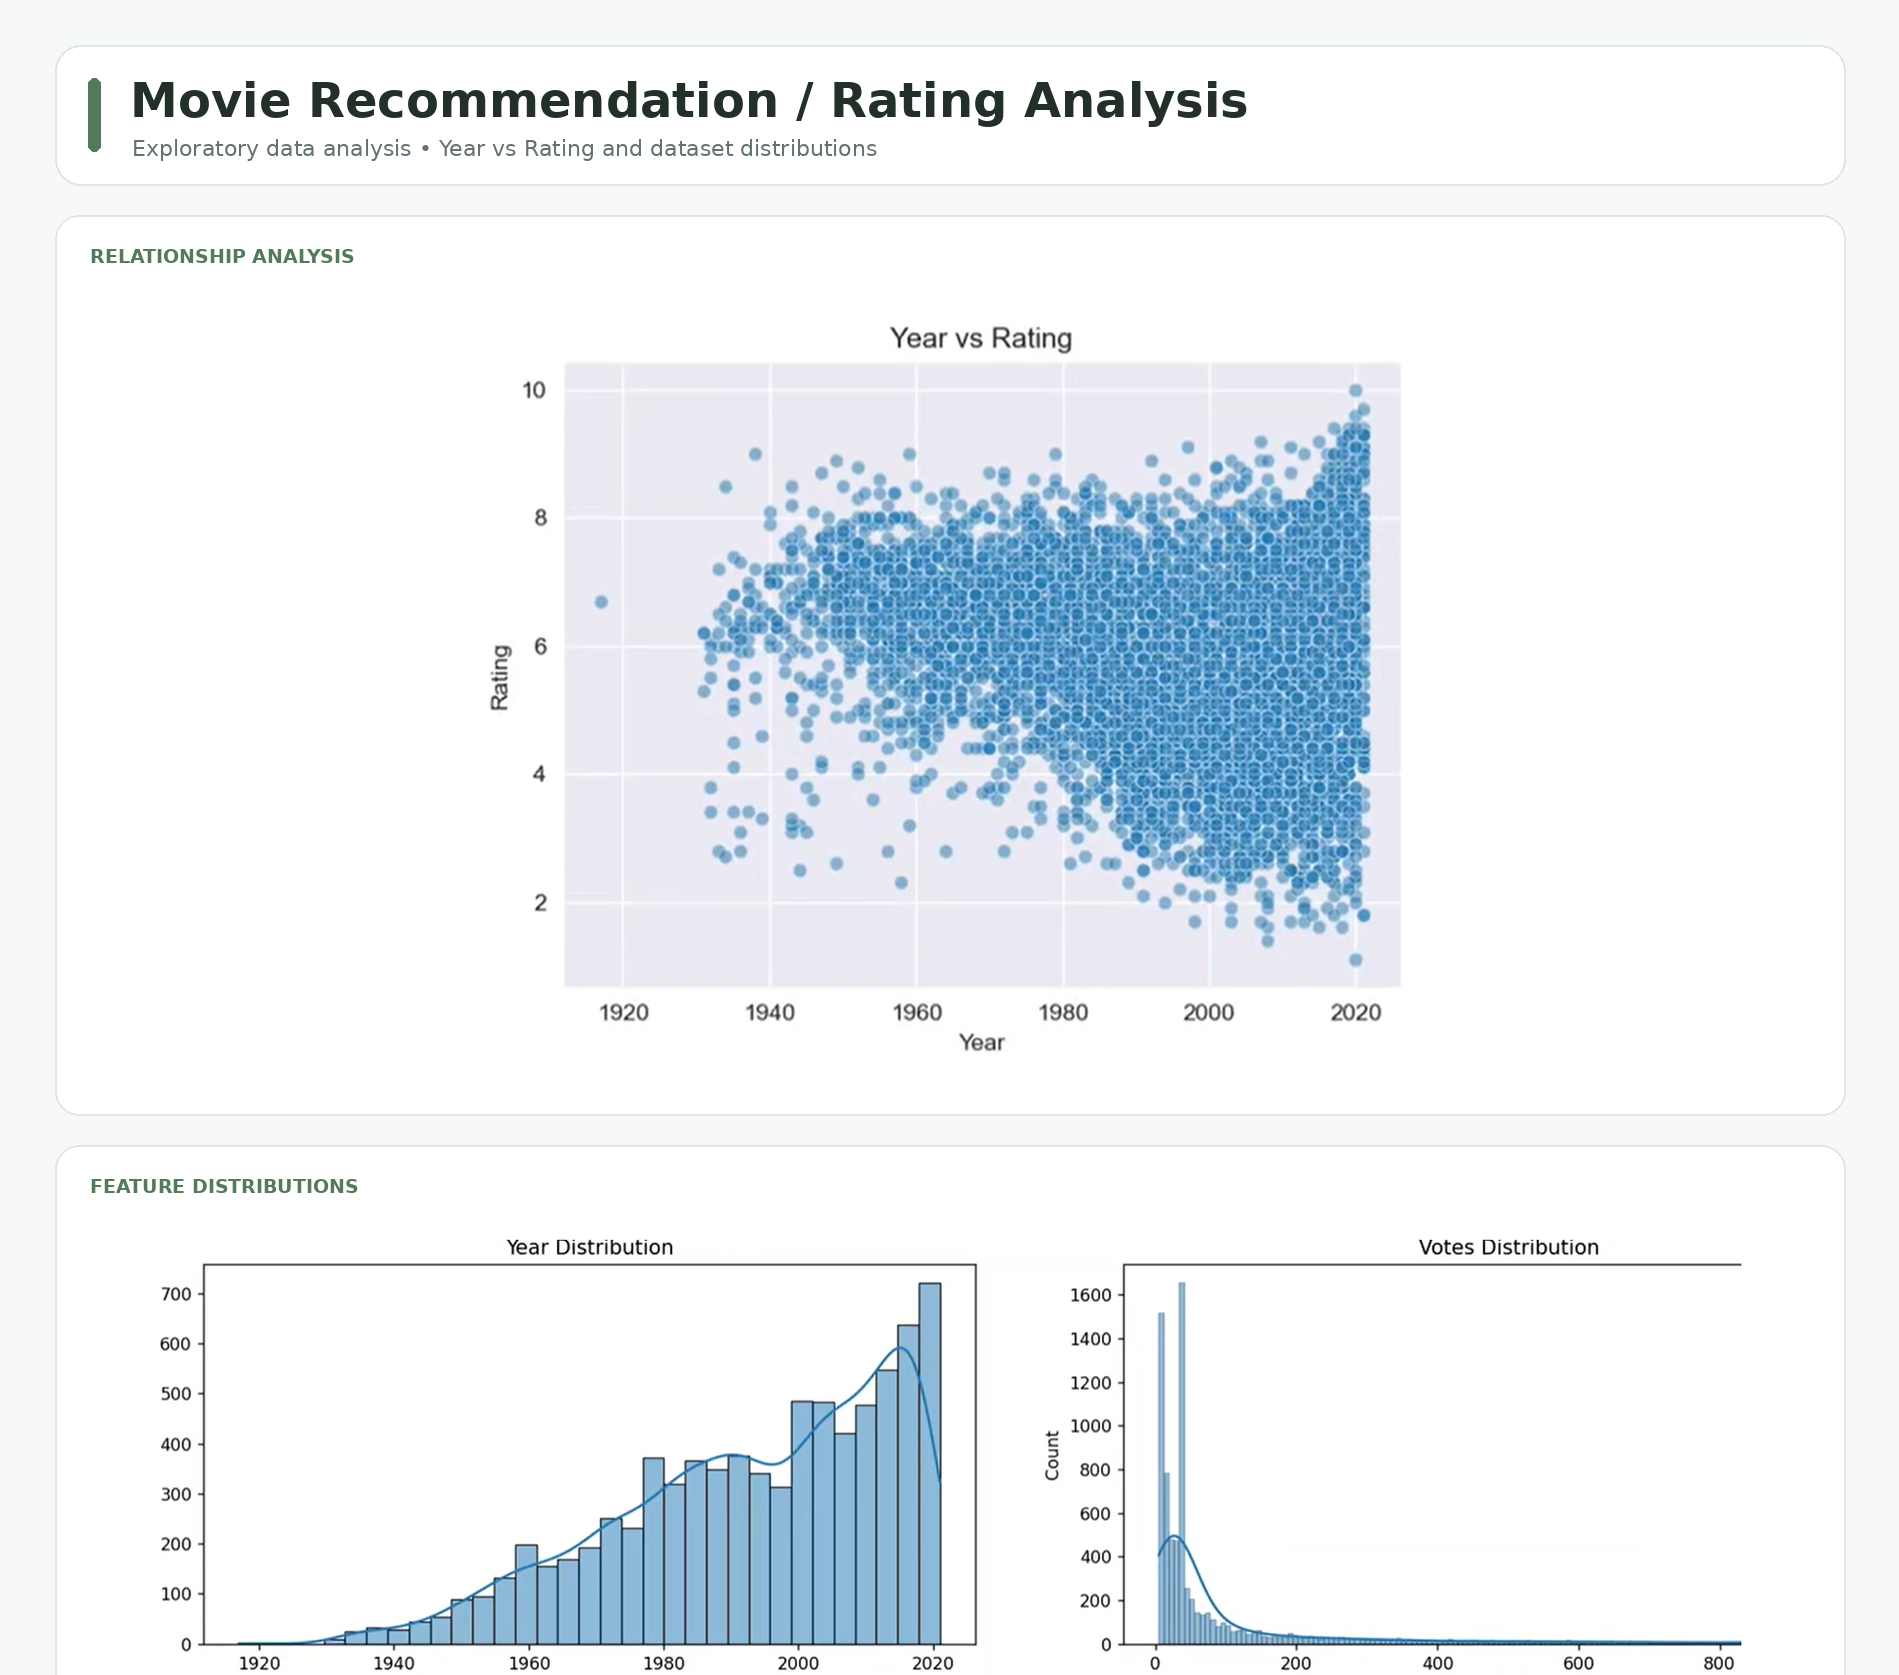 Movie Recommendation / Rating Analysis
Exploratory data analysis • Year vs Rating and dataset distributions
RELATIONSHIP ANALYSIS
Year vs Rating
10
8
6
4
2
Rating
1920 1940 1960 1980 2000 2020
Year
FEATURE DISTRIBUTIONS
Year Distribution
700
600
500
400
300
200
100
0
1920 1940 1960 1980 2000 2020
Votes Distribution
1600
1400
1200
1000
800
600
400
200
0
Count
0 200 400 600 800